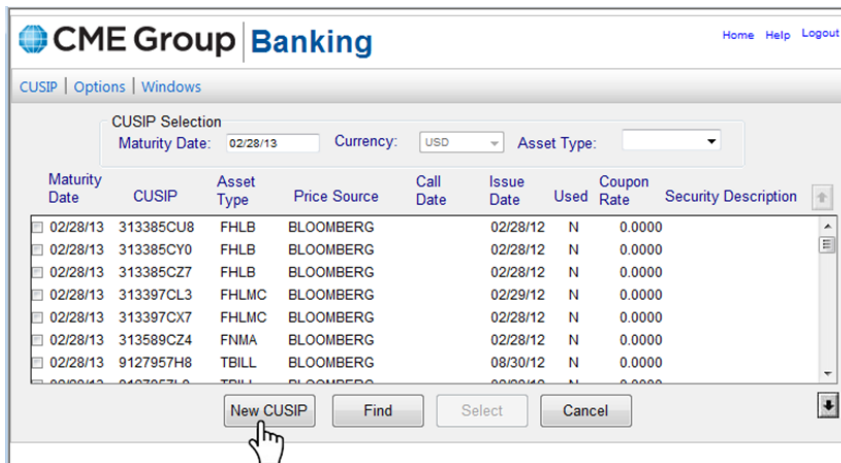 CME Group Banking
Home Help Logout
CUSIP | Options | Windows
CUSIP Selection
Maturity Date: 02/28/13 Currency: USD Asset Type:
Maturity Date CUSIP Asset Type Price Source Call Date Issue Date Used Coupon Rate Security Description
02/28/13 313385CU8 FHLB BLOOMBERG 02/28/12 N 0.0000
02/28/13 313385CY0 FHLB BLOOMBERG 02/28/12 N 0.0000
02/28/13 313385CZ7 FHLB BLOOMBERG 02/28/12 N 0.0000
02/28/13 313397CL3 FHLMC BLOOMBERG 02/29/12 N 0.0000
02/28/13 313397CX7 FHLMC BLOOMBERG 02/28/12 N 0.0000
02/28/13 313589CZ4 FNMA BLOOMBERG 02/28/12 N 0.0000
02/28/13 9127957H8 TBILL BLOOMBERG 08/30/12 N 0.0000
New CUSIP Find Select Cancel